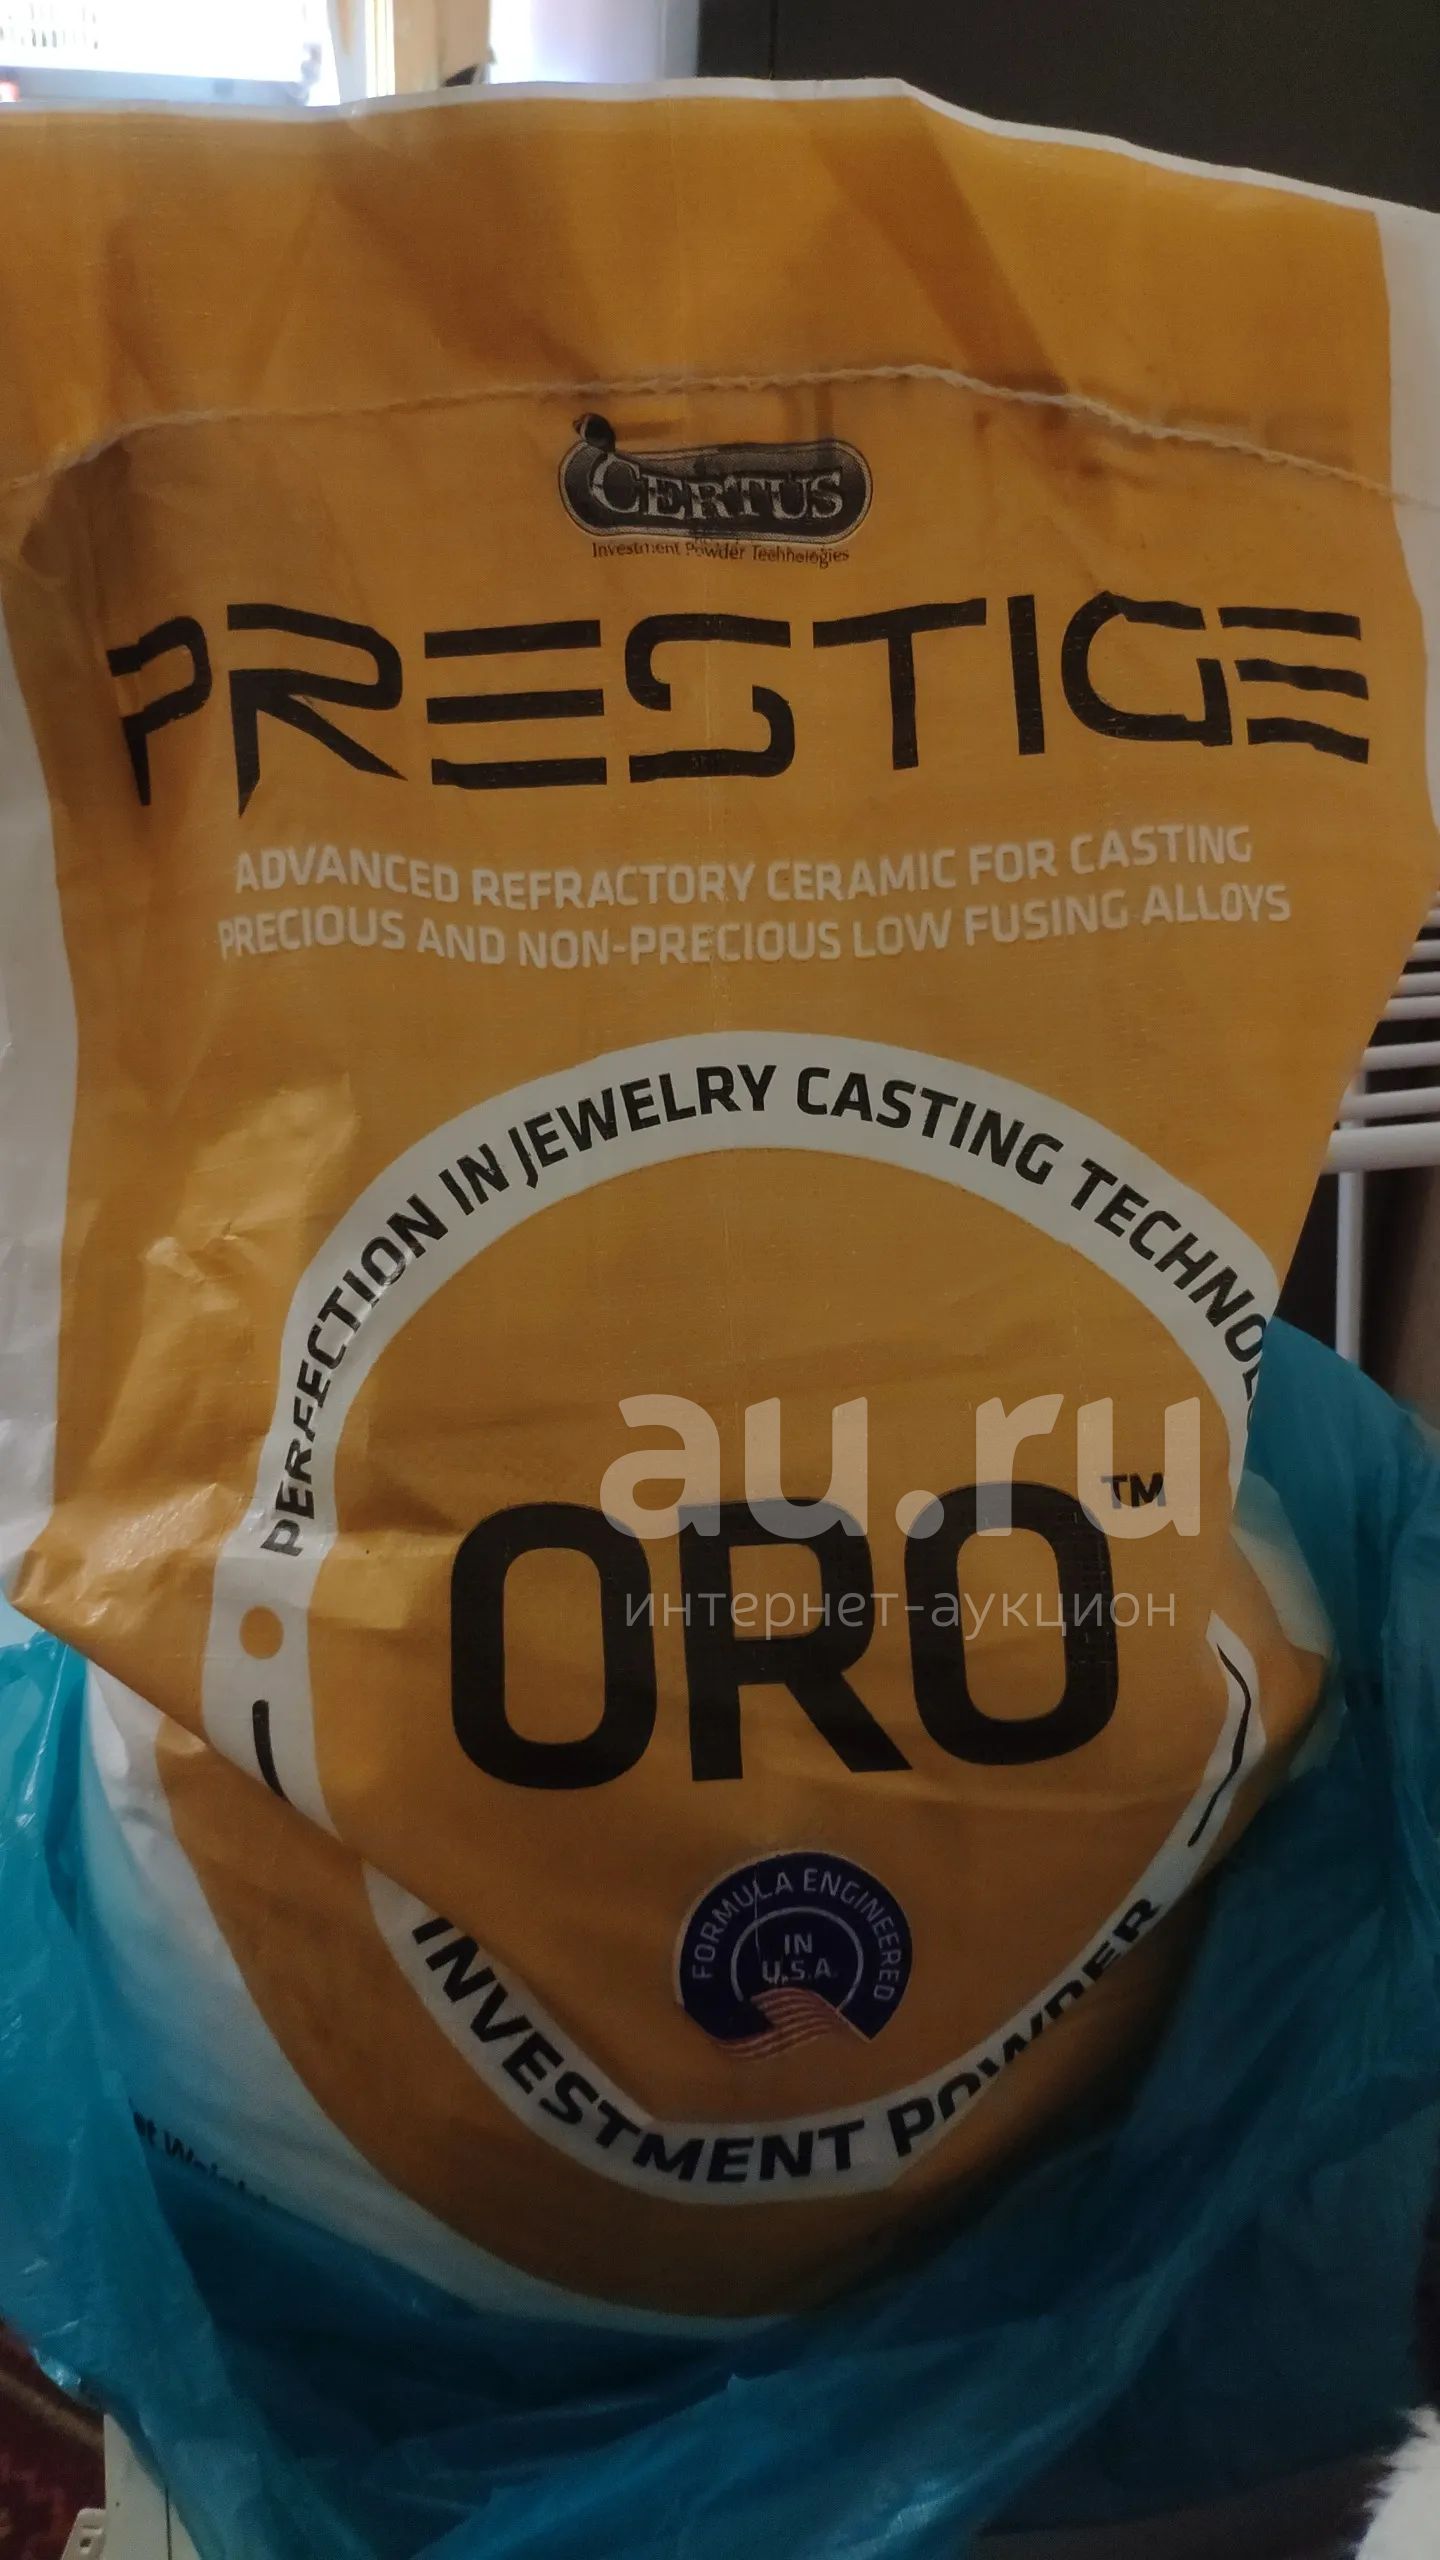 CERTUS
Investment Powder Technologies
PRESTIGE
ADVANCED REFRACTORY CERAMIC FOR CASTING
PRECIOUS AND NON-PRECIOUS LOW FUSING ALLOYS
PERFECTION IN JEWELRY CASTING
au.ru
ORO™
интернет-аукцион
FORMULA ENGINEERED
IN
U.S.A.
INVESTMENT POWDER